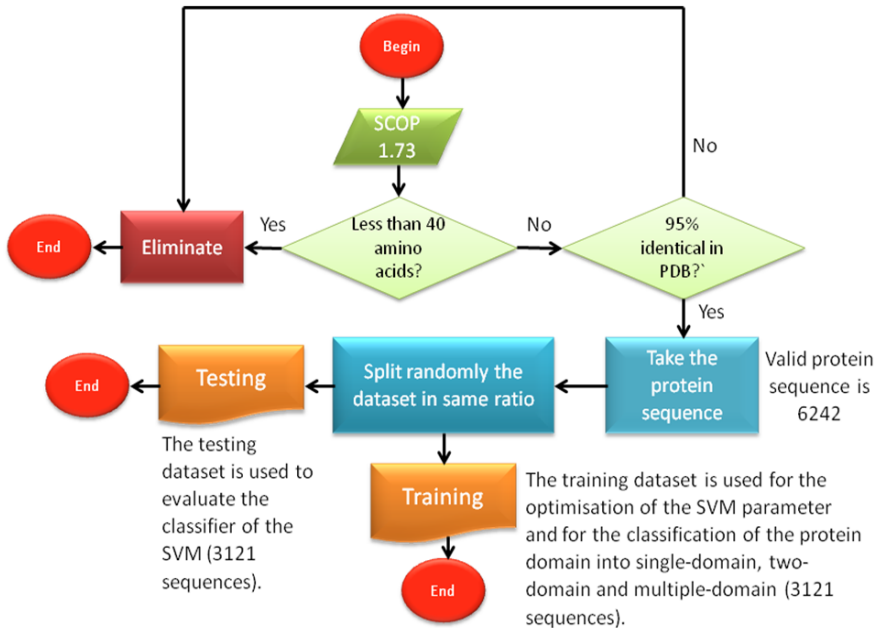 Begin
SCOP
1.73
No
Less than 40
amino
acids?
Yes
No
95%
identical in
PDB?`
Eliminate
End
Yes
Take the
protein
sequence
Valid protein
sequence is
6242
Split randomly the
dataset in same ratio
Testing
End
The testing
dataset is used to
evaluate the
classifier of the
SVM (3121
sequences).
Training
The training dataset is used for the
optimisation of the SVM parameter
and for the classification of the protein
domain into single-domain, two-
domain and multiple-domain (3121
sequences).
End